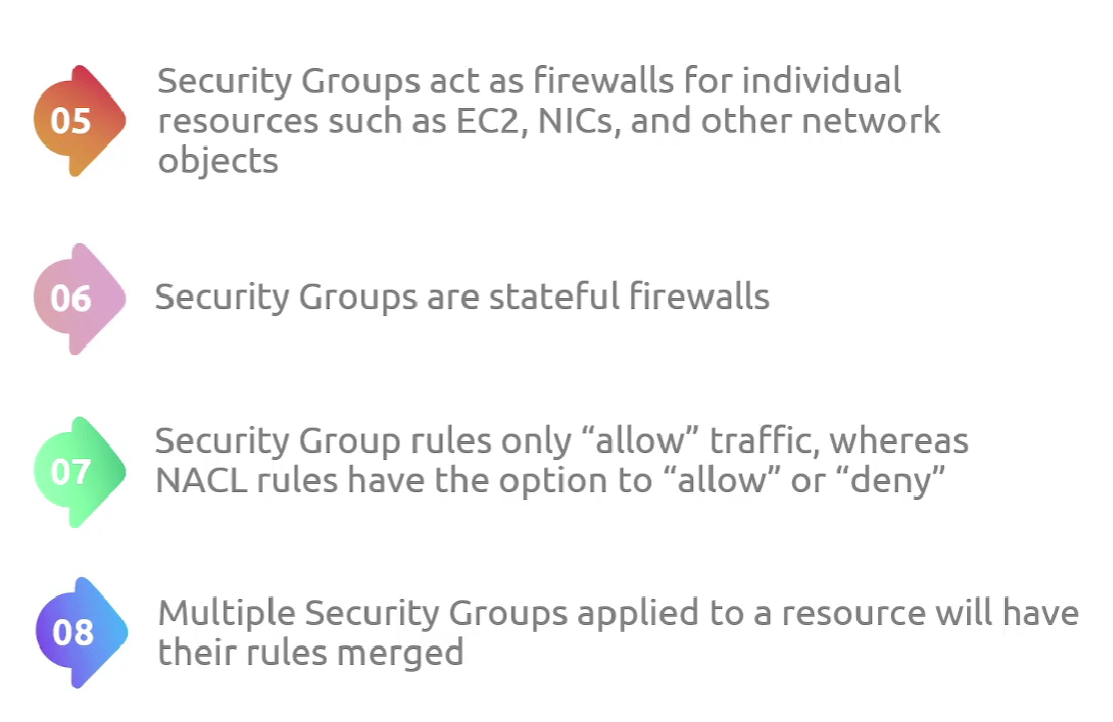 05
Security Groups act as firewalls for individual
resources such as EC2, NICs, and other network
objects
06
Security Groups are stateful firewalls
07
Security Group rules only “allow” traffic, whereas
NACL rules have the option to “allow” or “deny”
08
Multiple Security Groups applied to a resource will have
their rules merged